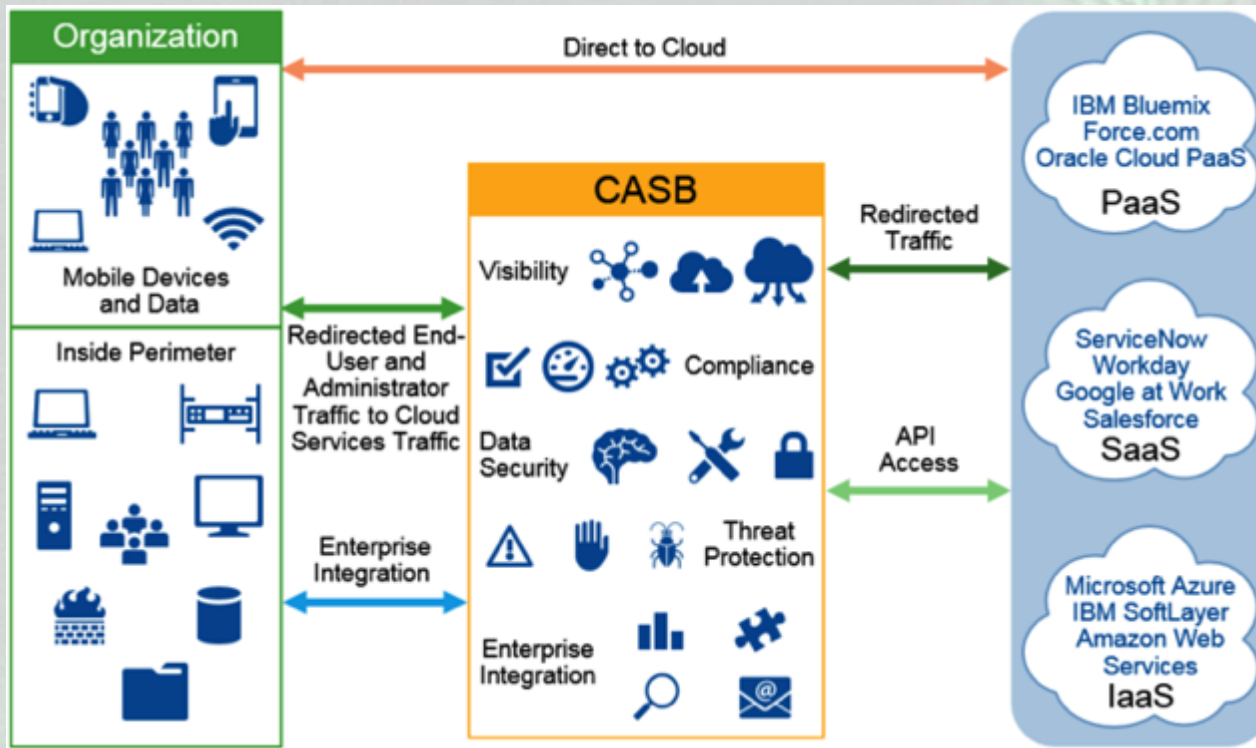 Organization
Mobile Devices
and Data
Inside Perimeter
Direct to Cloud
Redirected End-
User and
Administrator
Traffic to Cloud
Services Traffic
Enterprise
Integration
CASB
Visibility
Compliance
Data
Security
Threat
Protection
Enterprise
Integration
@
Redirected
Traffic
API
Access
IBM Bluemix
Force.com
Oracle Cloud PaaS
PaaS
ServiceNow
Workday
Google at Work
Salesforce
SaaS
Microsoft Azure
IBM SoftLayer
Amazon Web
Services
IaaS